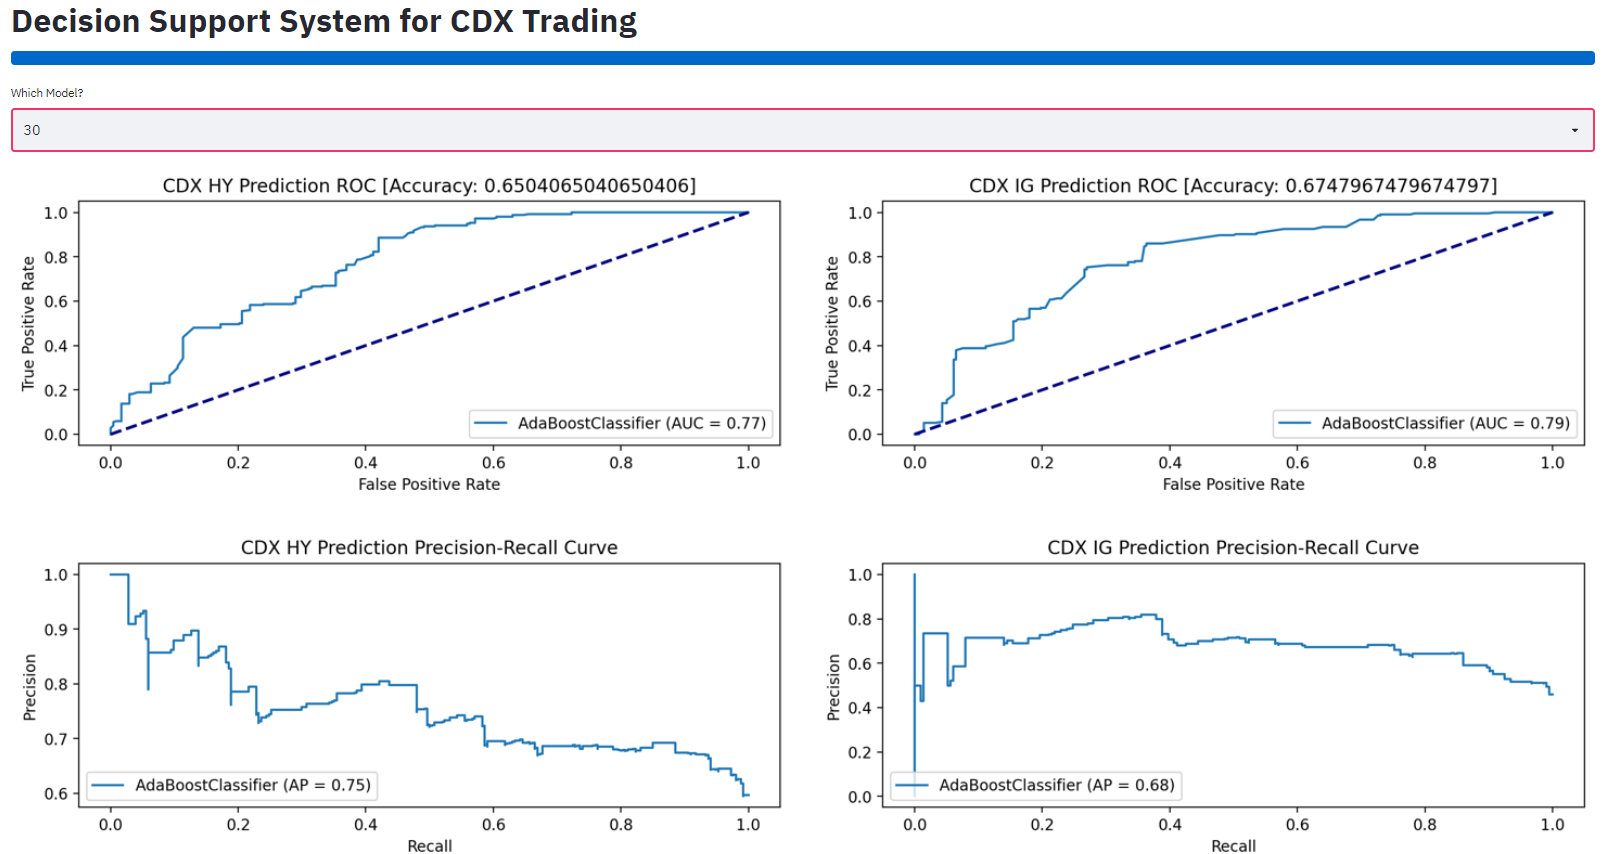 Decision Support System for CDX Trading
Which Model?
30
CDX HY Prediction ROC [Accuracy: 0.6504065040650406]
True Positive Rate
1.0
0.8
0.6
0.4
0.2
0.0
AdaBoostClassifier (AUC = 0.77)
0.0 0.2 0.4 0.6 0.8 1.0
False Positive Rate
CDX IG Prediction ROC [Accuracy: 0.6747967479674797]
True Positive Rate
1.0
0.8
0.6
0.4
0.2
0.0
AdaBoostClassifier (AUC = 0.79)
0.0 0.2 0.4 0.6 0.8 1.0
False Positive Rate
CDX HY Prediction Precision-Recall Curve
Precision
1.0
0.9
0.8
0.7
0.6
AdaBoostClassifier (AP = 0.75)
0.0 0.2 0.4 0.6 0.8 1.0
Recall
CDX IG Prediction Precision-Recall Curve
Precision
1.0
0.8
0.6
0.4
0.2
0.0
AdaBoostClassifier (AP = 0.68)
0.0 0.2 0.4 0.6 0.8 1.0
Recall